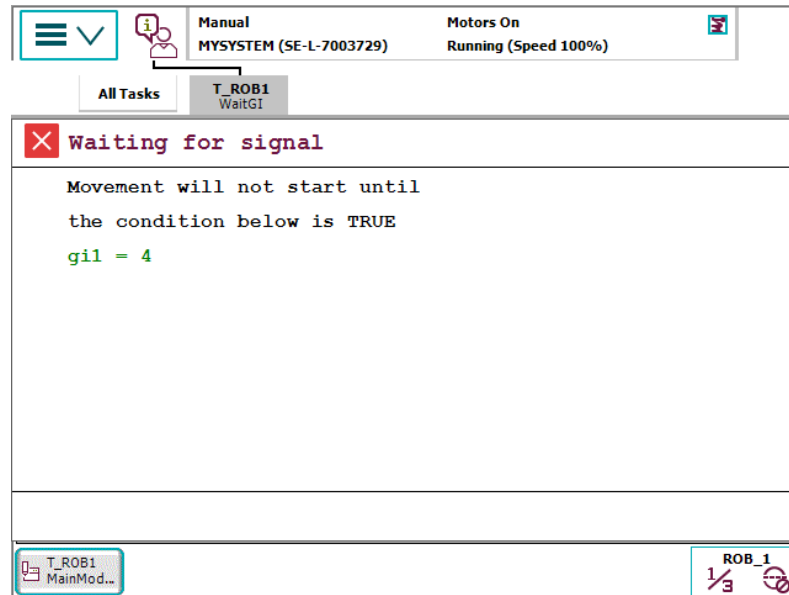 Manual
Motors On
MYSYSTEM (SE-L-7003729)
Running (Speed 100%)
All Tasks
T_ROB1
WaitGI
Waiting for signal
Movement will not start until
the condition below is TRUE
gi1 = 4
T_ROB1
MainMod...
ROB_1
1/3